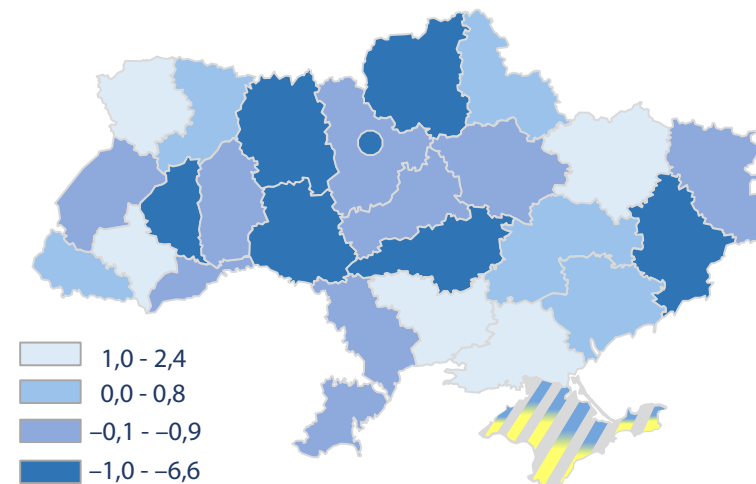 1,0 - 2,4
0,0 - 0,8
–0,1 - –0,9
–1,0 - –6,6